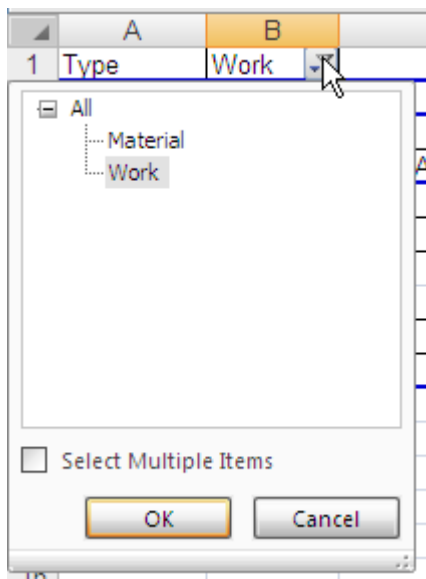 A B
1 Type Work
All
Material
Work
A
Select Multiple Items
OK Cancel